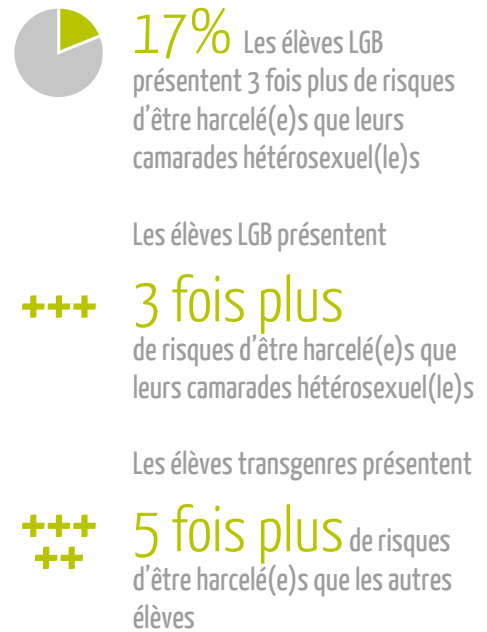 17% Les élèves LGB
présentent 3 fois plus de risques
d'être harcelé(e)s que leurs
camarades hétérosexuel(le)s
Les élèves LGB présentent
+++ 3 fois plus
de risques d'être harcelé(e)s que
leurs camarades hétérosexuel(le)s
Les élèves transgenres présentent
+++
++ 5 fois plus de risques
d'être harcelé(e)s que les autres
élèves